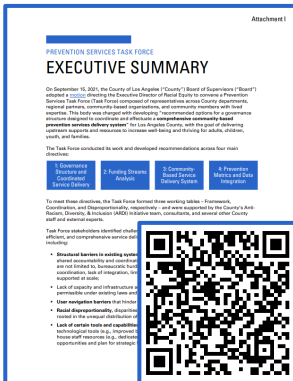 Attachment I
PREVENTION SERVICES TASK FORCE
EXECUTIVE SUMMARY
On September 15, 2021, the County of Los Angeles ("County") Board of Supervisors ("Board")
adopted a motion directing the Executive Director of Racial Equity to convene a Prevention
Services Task Force (Task Force) composed of representatives across County departments,
regional partners, community-based organizations, and community members with lived
expertise. This body was charged with developing "recommended options for a governance
structure designed to coordinate and effectuate a comprehensive community-based
prevention services delivery system" for Los Angeles County, with the goal of delivering
upstream supports and resources to increase well-being and thriving for adults, children,
youth, and families.
The Task Force conducted its work and developed recommendations across four main
directives:
1: Governance
Structure and
Coordinated
Service Delivery
2: Funding Streams
Analysis
3: Community-
Based Service
Delivery System
4: Prevention
Metrics and Data
Integration
To meet these directives, the Task Force formed three working tables – Framework,
Coordination, and Disproportionality, respectively – and were supported by the County's Anti-
Racism, Diversity, & Inclusion (ARDI) Initiative team, consultants, and several other County
staff and external experts.
Task Force stakeholders identified challe
efficient, and comprehensive service deli
including:
• Structural barriers in existing system
shared accountability and coordinat
are not limited to, bureaucratic hurd
coordination, lack of integration, lim
supported at scale;
• Lack of capacity and infrastructure a
permissible under existing laws and
• User navigation barriers that hinder
• Racial disproportionality, disparities
rooted in the unequal distribution of
• Lack of certain tools and capabilities
technological tools (e.g., improved b
house staff resources (e.g., dedicate
opportunities and plan for strategic